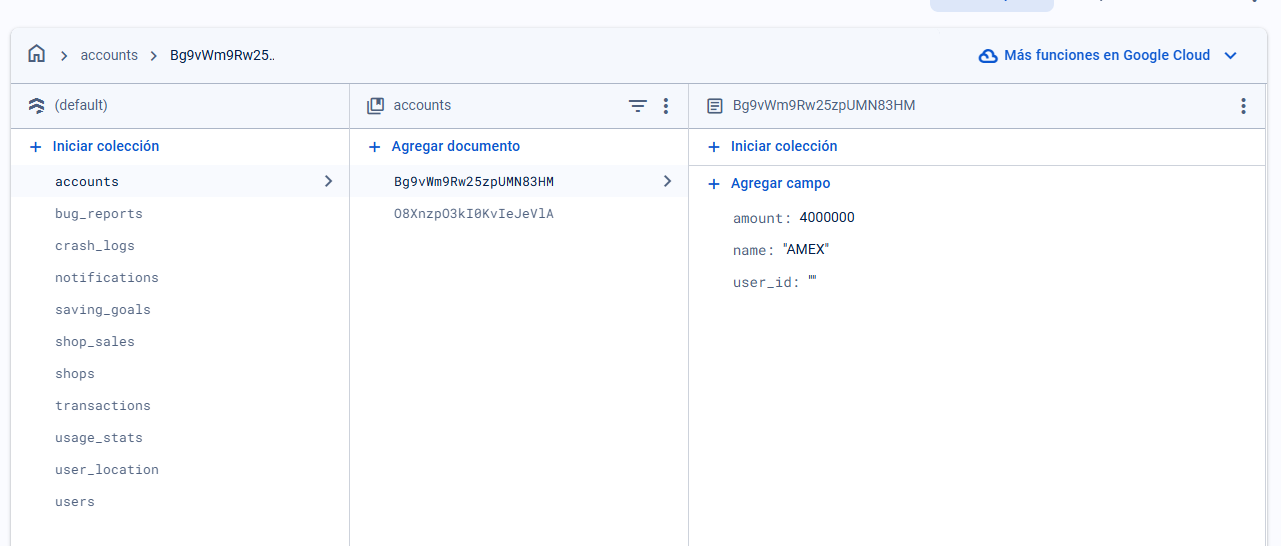 accounts Bg9vWm9Rw25.. Más funciones en Google Cloud
(default)
Iniciar colección
accounts
bug_reports
crash_logs
notifications
saving_goals
shop_sales
shops
transactions
usage_stats
user_location
users
accounts
Agregar documento
Bg9vWm9Rw25zpUMN83HM
O8XnzpO3kI0KvIeJeVlA
Bg9vWm9Rw25zpUMN83HM
Iniciar colección
Agregar campo
amount: 4000000
name: "AMEX"
user_id: ""